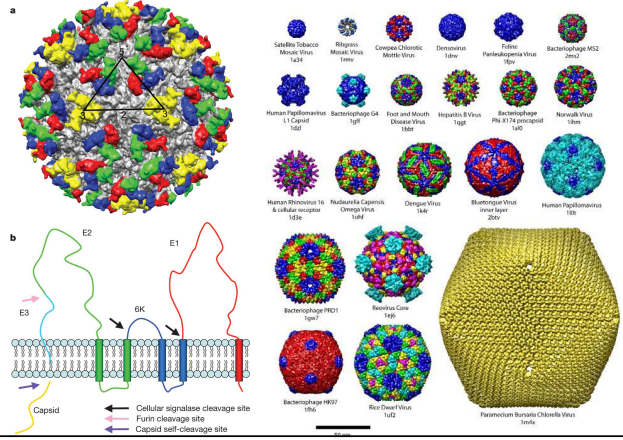 a
5
3
2
3
b
E2
E1
6K
E3
Capsid
Cellular signalase cleavage site
Furin cleavage site
Capsid self-cleavage site
Satellite Tobacco
Mosaic Virus
1a34
Ribgrass
Mosaic Virus
1rmv
Cowpea Chlorotic
Mottle Virus
Densovirus
1dnv
Feline
Panleukopenia Virus
1fpv
Bacteriophage MS2
2ms2
Human Papillomavirus
L1 Capsid
1dzl
Bacteriophage G4
1gff
Foot and Mouth
Disease Virus
1bbt
Hepatitis B Virus
1qgt
Bacteriophage
Phi-X174 procapsid
1al0
Norwalk Virus
1ihm
Human Rhinovirus 16
& cellular receptor
1d3e
Nudaurelia Capensis
Omega Virus
1ohf
Dengue Virus
1k4r
Bluetongue Virus
inner layer
2btv
Human Papillomavirus
1l0t
Bacteriophage PRD1
1gw7
Reovirus Core
1ej6
Bacteriophage HK97
1fh6
Rice Dwarf Virus
1uf2
Paramecium Bursaria Chlorella Virus
1m4x